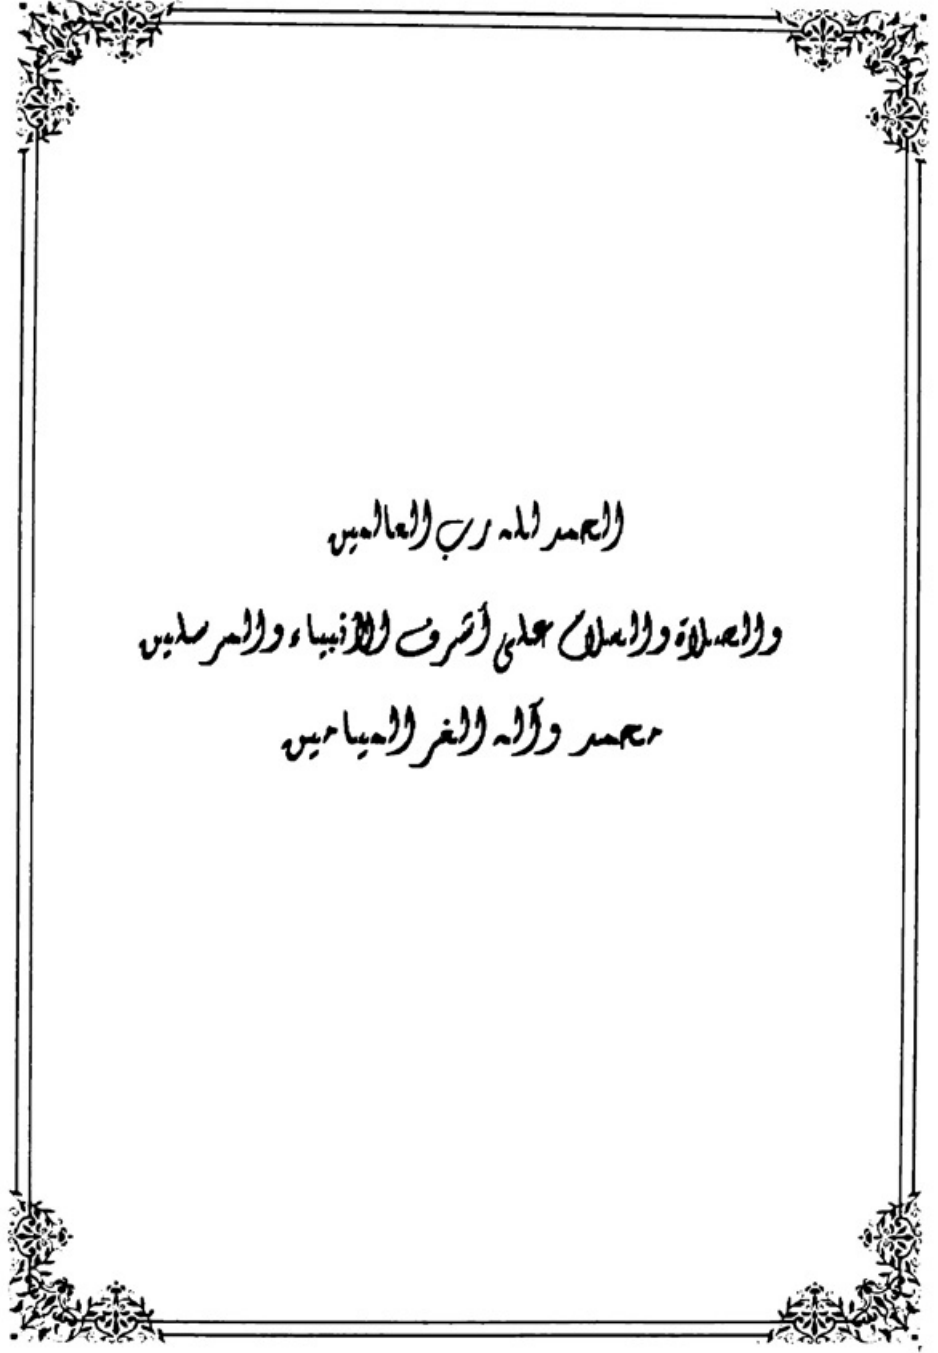 الحمد لله رب العالمين
والصلاة والسلام على أشرف الأنبياء والمرسلين
محمد وآله الغر الميامين